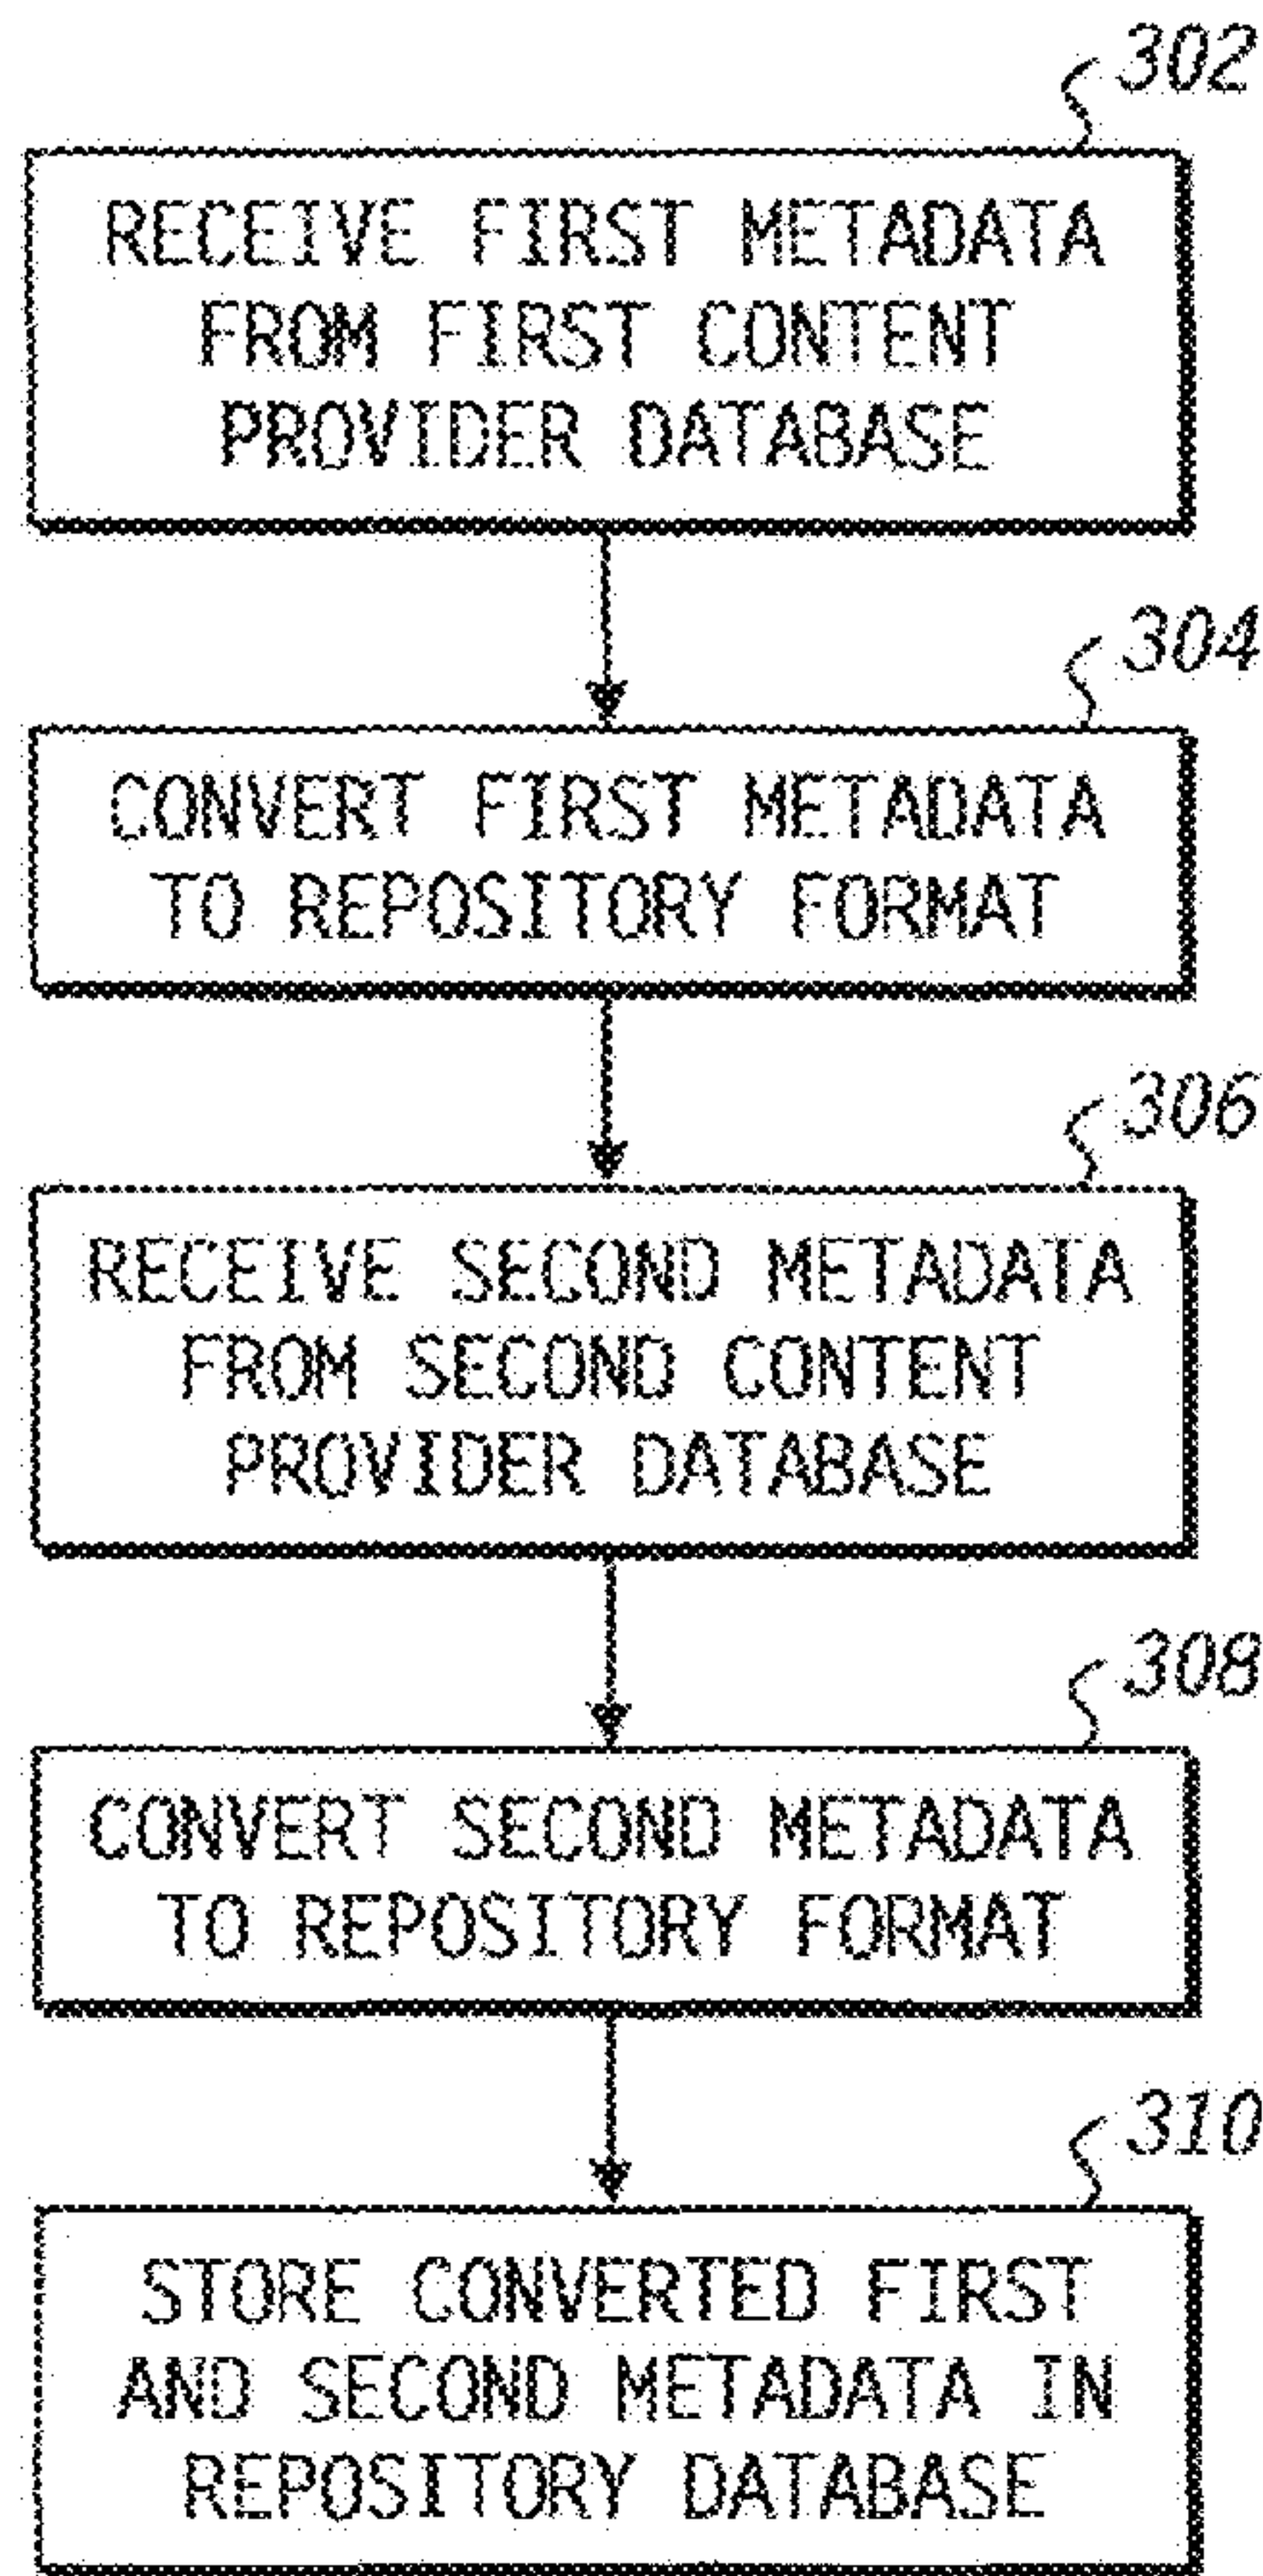 302
RECEIVE FIRST METADATA
FROM FIRST CONTENT
PROVIDER DATABASE
304
CONVERT FIRST METADATA
TO REPOSITORY FORMAT
306
RECEIVE SECOND METADATA
FROM SECOND CONTENT
PROVIDER DATABASE
308
CONVERT SECOND METADATA
TO REPOSITORY FORMAT
310
STORE CONVERTED FIRST
AND SECOND METADATA IN
REPOSITORY DATABASE